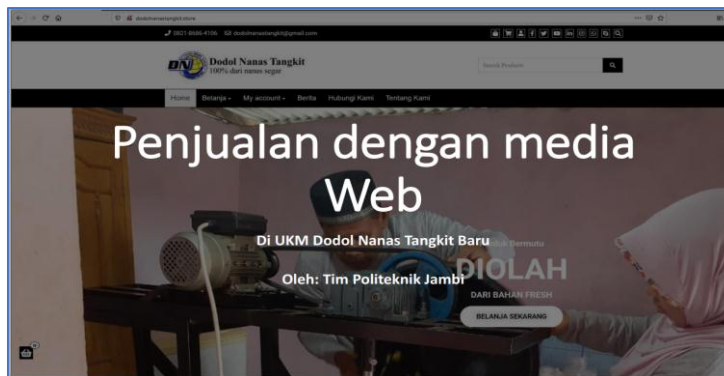 dodolnanastangkit.store
0821-8686-4106 dodolnanastangkit@gmail.com
DNT
Dodol Nanas Tangkit
100% dari nanas segar
Search Products
Home Belanja My account Berita Hubungi Kami Tentang Kami
Penjualan dengan media
Web
Di UKM Dodol Nanas Tangkit Baru
Bermutu
Oleh: Tim Politeknik Jambi
DIOLAH
DARI BAHAN FRESH
BELANJA SEKARANG